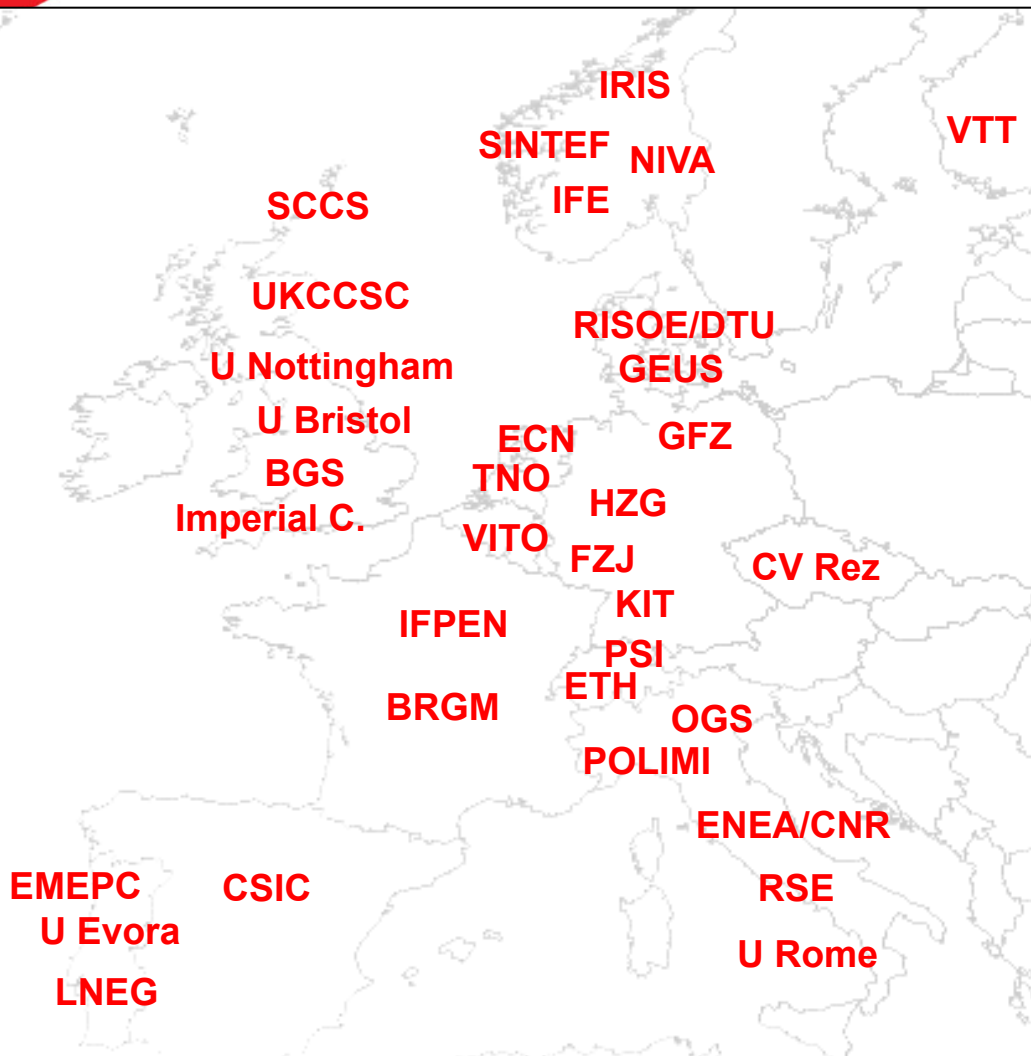 IRIS
VTT
SINTEF
NIVA
IFE
SCCS
UKCCSC
RISOE/DTU
U Nottingham
GEUS
U Bristol
ECN
GFZ
BGS
TNO
HZG
Imperial C.
VITO
FZJ
CV Rez
KIT
IFPEN
PSI
ETH
BRGM
OGS
POLIMI
ENEA/CNR
EMEPC
CSIC
RSE
U Evora
U Rome
LNEG